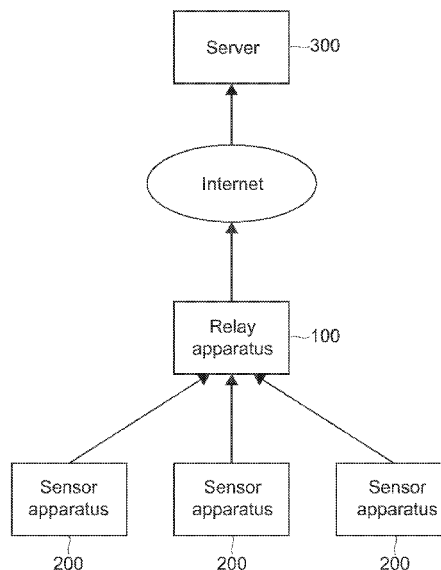 Server
300
Internet
Relay
apparatus
100
Sensor
apparatus
Sensor
apparatus
Sensor
apparatus
200
200
200